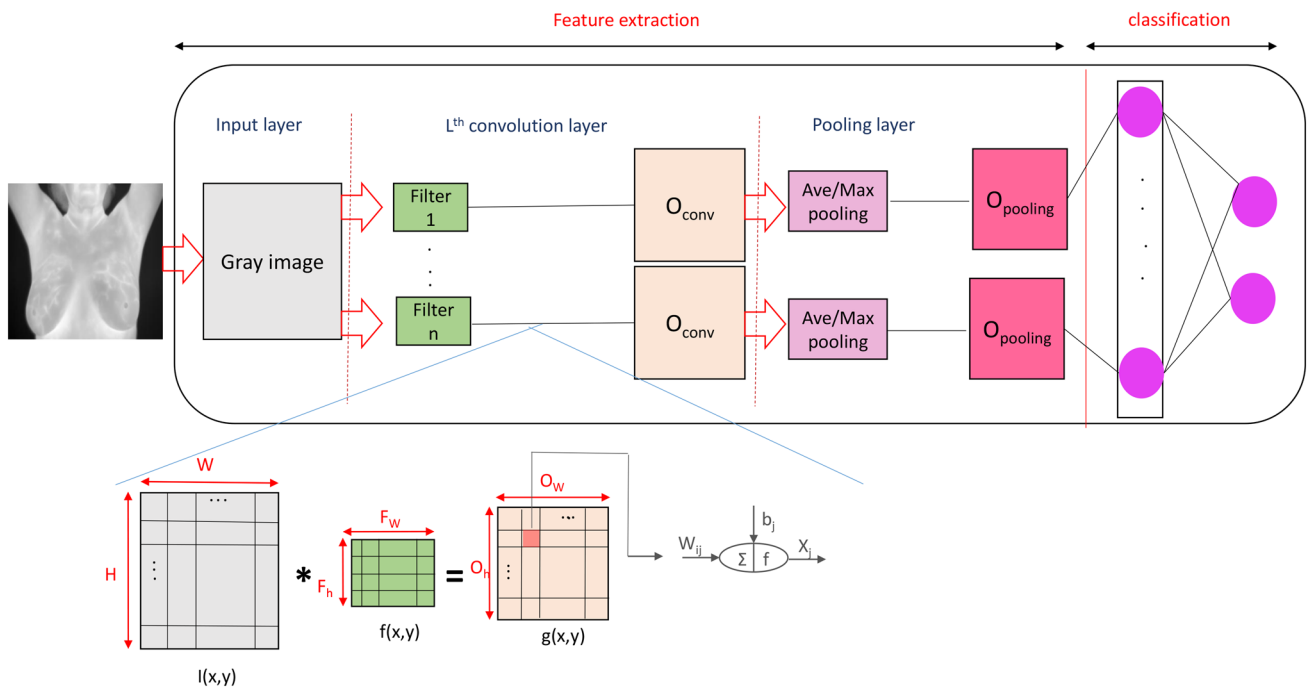 Feature extraction
classification
Input layer
Lth convolution layer
Pooling layer
Gray image
Filter
1
Filter
n
Oconv
Oconv
Ave/Max
pooling
Ave/Max
pooling
Opooling
Opooling
W
H
I(x,y)
*
FW
Fh
f(x,y)
=
OW
Oh
g(x,y)
Wij
bj
Σ
f
Xj